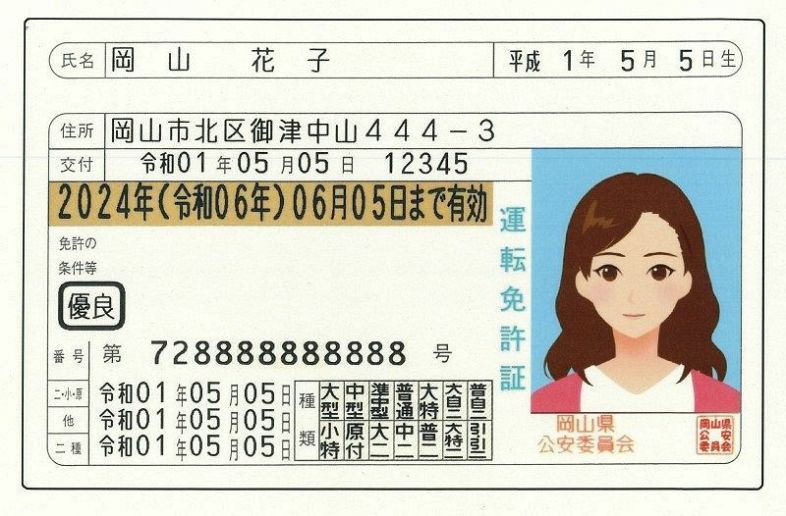 氏名 岡山 花子 平成 1年 5月 5日生
住所 岡山市北区御津中山444-3
交付 令和01年05月05日 12345
2024年(令和06年)06月05日まで有効
運転免許証
免許の
条件等
優良
番号 第 728888888888 号
二・小・原 令和01年05月05日
他 令和01年05月05日
二種 令和01年05月05日
種類
大型 中型 準中型 普通 大特 大自二 普自二
小特 原付 大二 中二 普二 大特二 引引二
岡山県
公安委員会
岡山県公安委員会